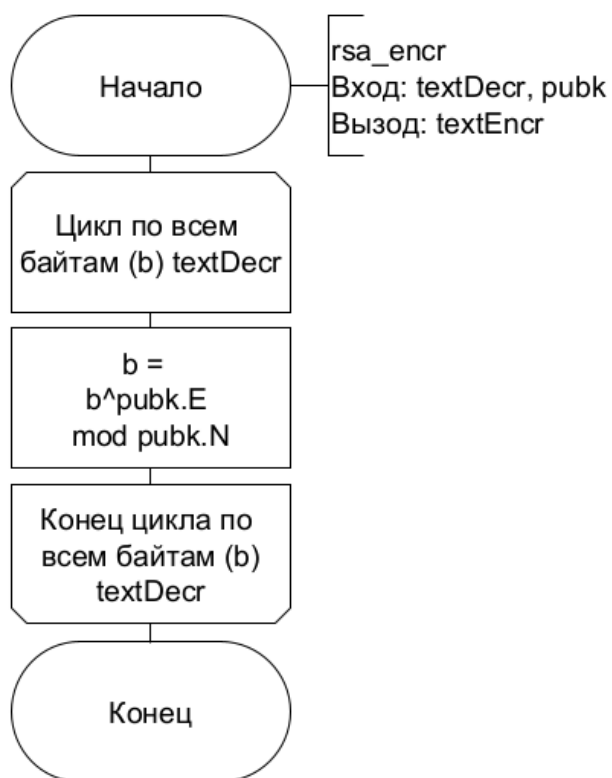 Начало
rsa_encr
Вход: textDecr, pubk
Вызод: textEncr
Цикл по всем
байтам (b) textDecr
b =
b^pubk.E
mod pubk.N
Конец цикла по
всем байтам (b)
textDecr
Конец